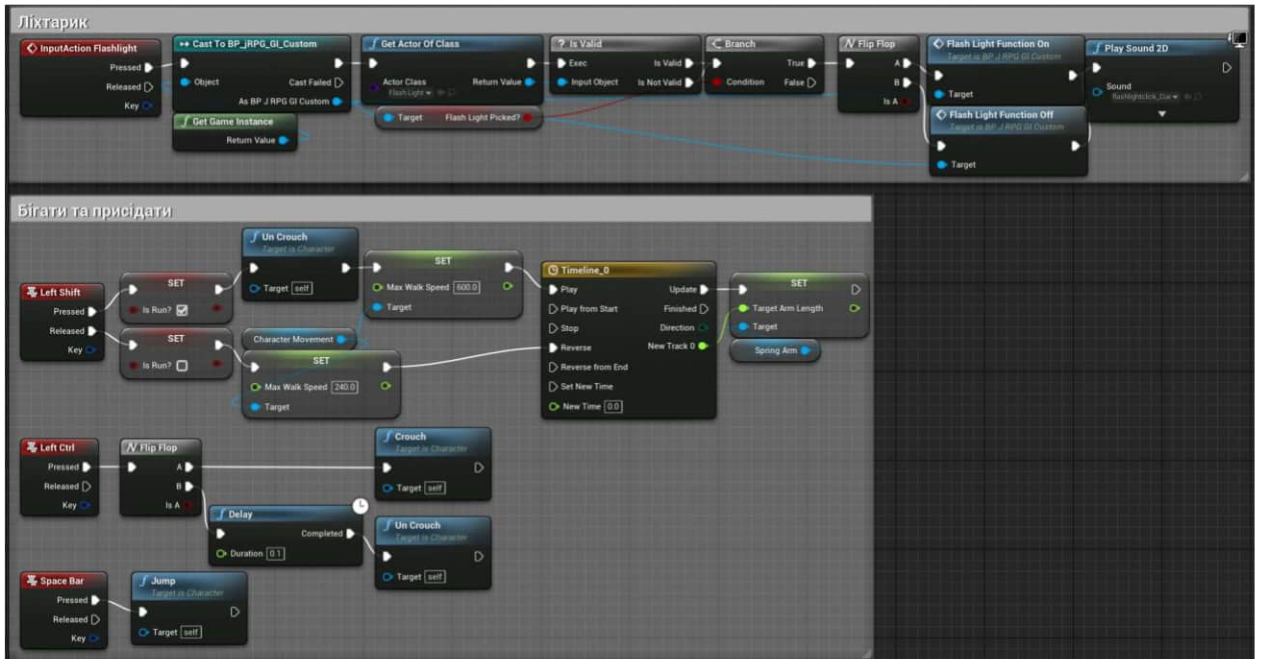 Ліхтарик
InputAction Flashlight
Pressed
Released
Key
Cast To BP_jRPG_GI_Custom
Object
Cast Failed
As BP J RPG GI Custom
Get Game Instance
Return Value
Get Actor Of Class
Actor Class
Flash Light
Return Value
Target
Flash Light Picked?
Is Valid
Exec
Is Valid
Input Object
Is Not Valid
Branch
True
Condition
False
Flip Flop
A
B
Is A
Flash Light Function On
Target is BP J RPG GI Custom
Target
Flash Light Function Off
Target is BP J RPG GI Custom
Target
Play Sound 2D
Sound
Бігати та присідати
Left Shift
Pressed
Released
Key
SET
Is Run?
SET
Is Run?
Un Crouch
Target is Character
Target self
Character Movement
SET
Max Walk Speed 600.0
Target
SET
Max Walk Speed 240.0
Target
Timeline_0
Play
Update
Play from Start
Finished
Stop
Direction
Reverse
New Track 0
Reverse from End
Set New Time
New Time 0.0
SET
Target Arm Length
Target
Spring Arm
Left Ctrl
Pressed
Released
Key
Flip Flop
A
B
Is A
Delay
Completed
Duration 0.1
Crouch
Target is Character
Target self
Un Crouch
Target is Character
Target self
Space Bar
Pressed
Released
Key
Jump
Target is Character
Target self